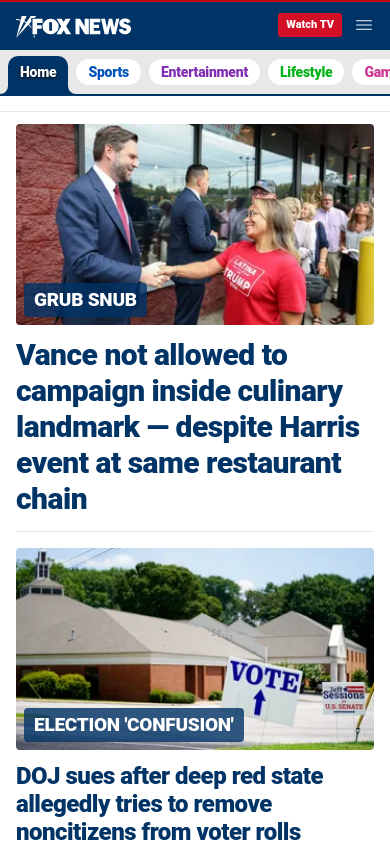 FOX NEWS
Watch TV
Home
Sports
Entertainment
Lifestyle
LATINA
TRUMP
GRUB SNUB
Vance not allowed to
campaign inside culinary
landmark — despite Harris
event at same restaurant
chain
VOTE
Jeff
Sessions
U.S. SENATE
ELECTION 'CONFUSION'
DOJ sues after deep red state
allegedly tries to remove
noncitizens from voter rolls